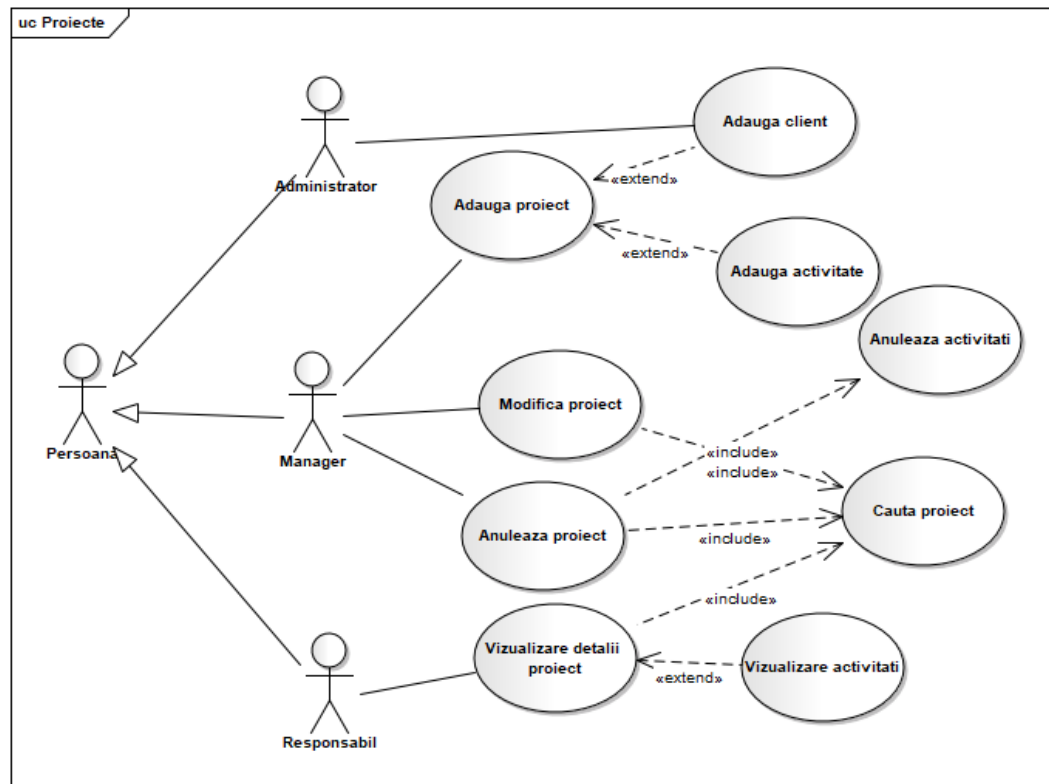 uc Proiecte
Adauga client
Administrator
«extend»
Adauga proiect
«extend»
Adauga activitate
Anuleaza activitati
Persoana
Manager
Modifica proiect
«include»
«include»
Cauta proiect
Anuleaza proiect
«include»
«include»
Vizualizare detalii
proiect
«extend»
Vizualizare activitati
Responsabil